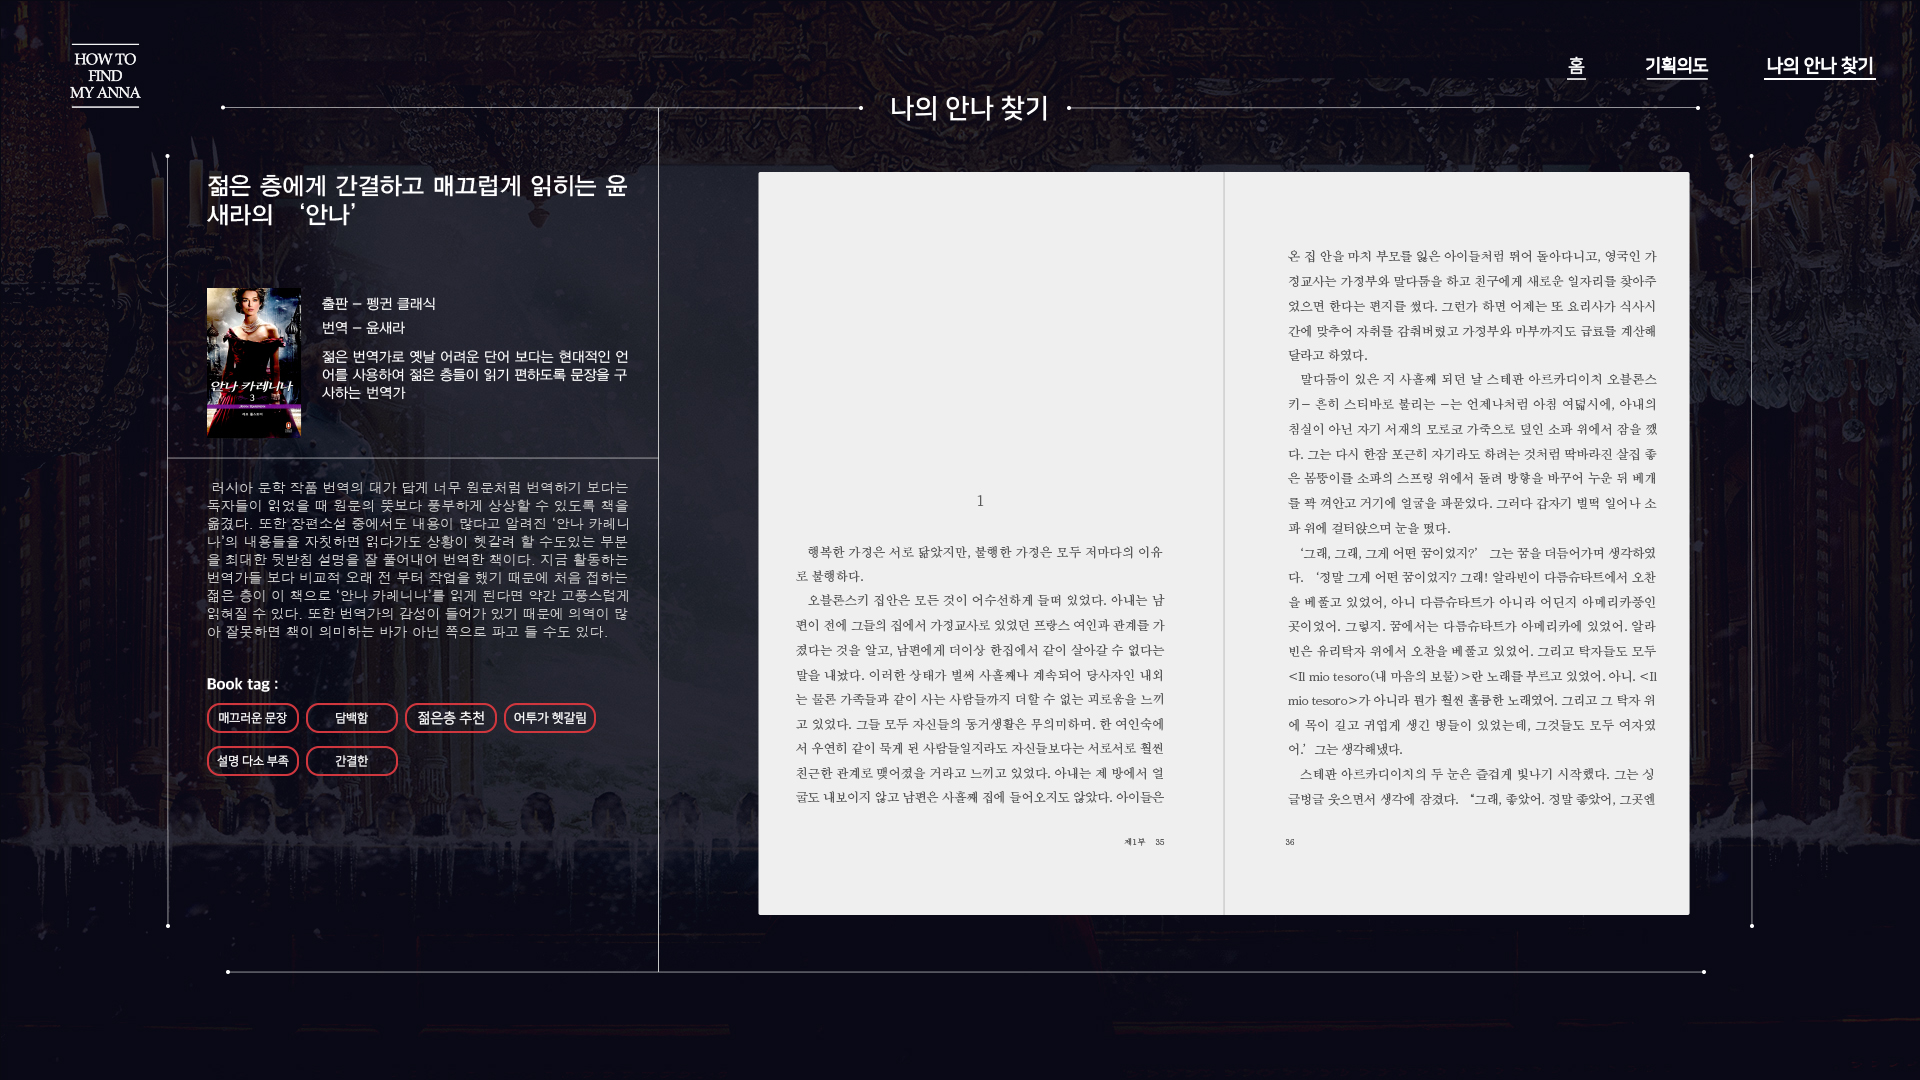 HOW TO
FIND
MY ANNA
홈
기획의도
나의 안나 찾기
나의 안나 찾기
젊은 층에게 간결하고 매끄럽게 읽히는 윤
새라의 ‘안나’
안나 카레니나
3
출판 – 펭귄 클래식
번역 – 윤새라
젊은 번역가로 옛날 어려운 단어 보다는 현대적인 언
어를 사용하여 젊은 층들이 읽기 편하도록 문장을 구
사하는 번역가
러시아 문학 작품 번역의 대가 답게 너무 원문처럼 번역하기 보다는
독자들이 읽었을 때 원문의 뜻보다 풍부하게 상상할 수 있도록 책을
옮겼다. 또한 장편소설 중에서도 내용이 많다고 알려진 ‘안나 카레니
나’의 내용들을 자칫하면 읽다가도 상황이 헷갈려 할 수도있는 부분
을 최대한 뒷받침 설명을 잘 풀어내어 번역한 책이다. 지금 활동하는
번역가들 보다 비교적 오래 전 부터 작업을 했기 때문에 처음 접하는
젊은 층이 이 책으로 ‘안나 카레니나’를 읽게 된다면 약간 고풍스럽게
읽혀질 수 있다. 또한 번역가의 감성이 들어가 있기 때문에 의역이 많
아 잘못하면 책이 의미하는 바가 아닌 쪽으로 파고 들 수도 있다.
Book tag :
매끄러운 문장
담백함
젊은층 추천
어투가 헷갈림
설명 다소 부족
간결한
1
행복한 가정은 서로 닮았지만, 불행한 가정은 모두 저마다의 이유
로 불행하다.
오블론스키 집안은 모든 것이 어수선하게 들떠 있었다. 아내는 남
편이 전에 그들의 집에서 가정교사로 있었던 프랑스 여인과 관계를 가
졌다는 것을 알고, 남편에게 더이상 한집에서 같이 살아갈 수 없다는
말을 내놨다. 이러한 상태가 벌써 사흘째나 계속되어 당사자인 내외
는 물론 가족들과 같이 사는 사람들까지 더할 수 없는 괴로움을 느끼
고 있었다. 그들 모두 자신들의 동거생활은 무의미하며, 한 여인숙에
서 우연히 같이 묵게 된 사람들일지라도 자신들보다는 서로서로 훨씬
친근한 관계로 맺어졌을 거라고 느끼고 있었다. 아내는 제 방에서 얼
굴도 내보이지 않고 남편은 사흘째 집에 들어오지도 않았다. 아이들은
제1부 35
온 집 안을 마치 부모를 잃은 아이들처럼 뛰어 돌아다니고, 영국인 가
정교사는 가정부와 말다툼을 하고 친구에게 새로운 일자리를 찾아주
었으면 한다는 편지를 썼다. 그런가 하면 어제는 또 요리사가 식사시
간에 맞추어 자취를 감춰버렸고 가정부와 마부까지도 급료를 계산해
달라고 하였다.
말다툼이 있은 지 사흘째 되던 날 스테판 아르카디이치 오블론스
키– 흔히 스티바로 불리는 –는 언제나처럼 아침 여덟시에, 아내의
침실이 아닌 자기 서재의 모로코 가죽으로 덮인 소파 위에서 잠을 깼
다. 그는 다시 한잠 포근히 자기라도 하려는 것처럼 딱바라진 살집 좋
은 몸뚱이를 소파의 스프링 위에서 돌려 방향을 바꾸어 누운 뒤 베개
를 꽉 껴안고 거기에 얼굴을 파묻었다. 그러다 갑자기 벌떡 일어나 소
파 위에 걸터앉으며 눈을 떴다.
‘그래, 그래, 그게 어떤 꿈이었지?’ 그는 꿈을 더듬어가며 생각하였
다. ‘정말 그게 어떤 꿈이었지? 그래! 알라빈이 다름슈타트에서 오찬
을 베풀고 있었어, 아니 다름슈타트가 아니라 어딘지 아메리카풍인
곳이었어. 그렇지. 꿈에서는 다름슈타트가 아메리카에 있었어. 알라
빈은 유리탁자 위에서 오찬을 베풀고 있었어. 그리고 탁자들도 모두
<Il mio tesoro(내 마음의 보물)>란 노래를 부르고 있었어. 아니. <Il
mio tesoro>가 아니라 뭔가 훨씬 훌륭한 노래였어. 그리고 그 탁자 위
에 목이 길고 귀엽게 생긴 병들이 있었는데, 그것들도 모두 여자였
어.’ 그는 생각해냈다.
스테판 아르카디이치의 두 눈은 즐겁게 빛나기 시작했다. 그는 싱
글벙글 웃으면서 생각에 잠겼다. “그래, 좋았어. 정말 좋았어, 그곳엔
36